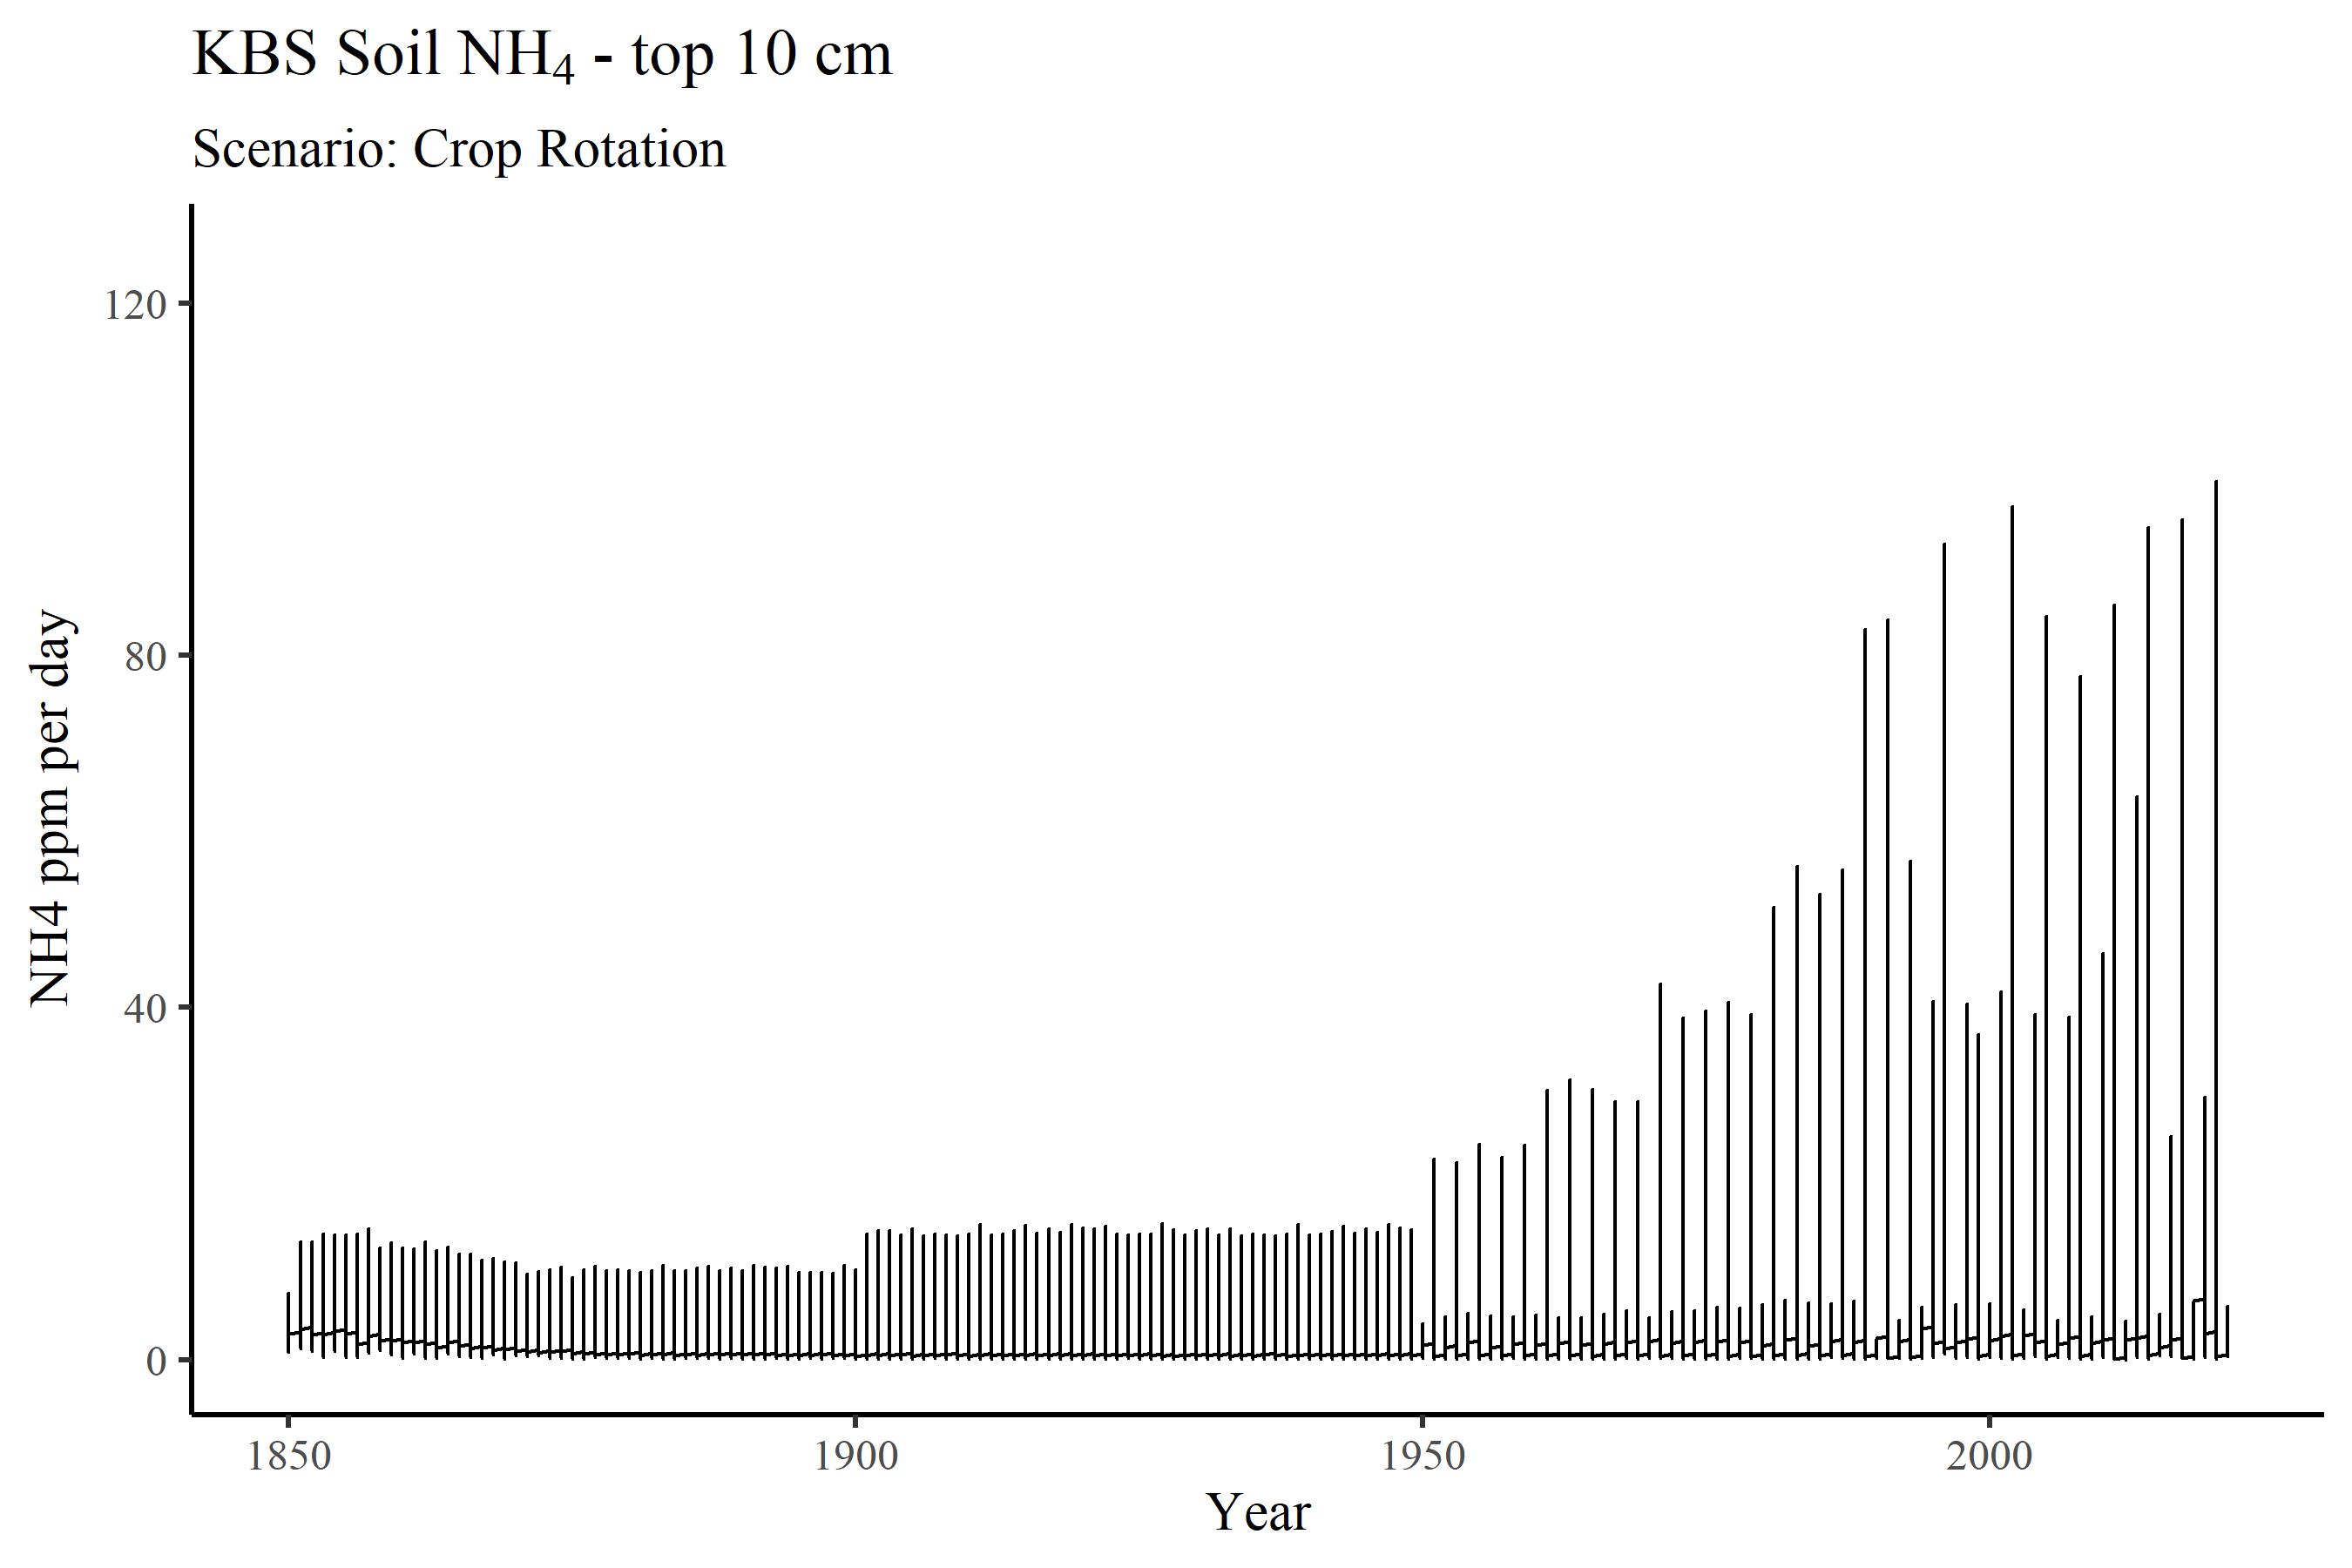 KBS Soil NH₄ - top 10 cm
Scenario: Crop Rotation
NH4 ppm per day
120
80
40
0
1850 1900 1950 2000
Year